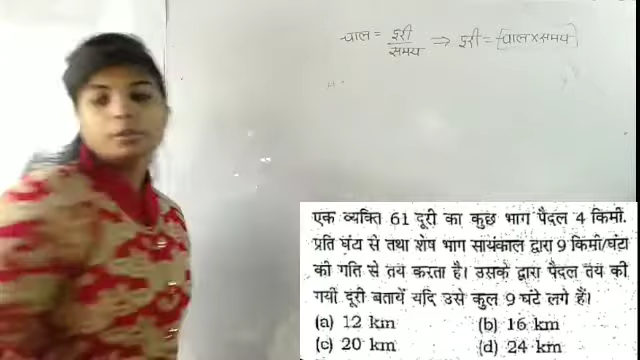 चाल = दूरी / समय ⇒ दूरी = [चाल × समय]
एक व्यक्ति 61 दूरी का कुछ भाग पैदल 4 किमी.
प्रति घंटा से तथा शेष भाग सायंकाल द्वारा 9 किमी/घंटा
की गति से तय करता है। उसके द्वारा पैदल तय की
गयी दूरी बतायें यदि उसे कुल 9 घंटे लगे हैं।
(a) 12 km (b) 16 km
(c) 20 km (d) 24 km